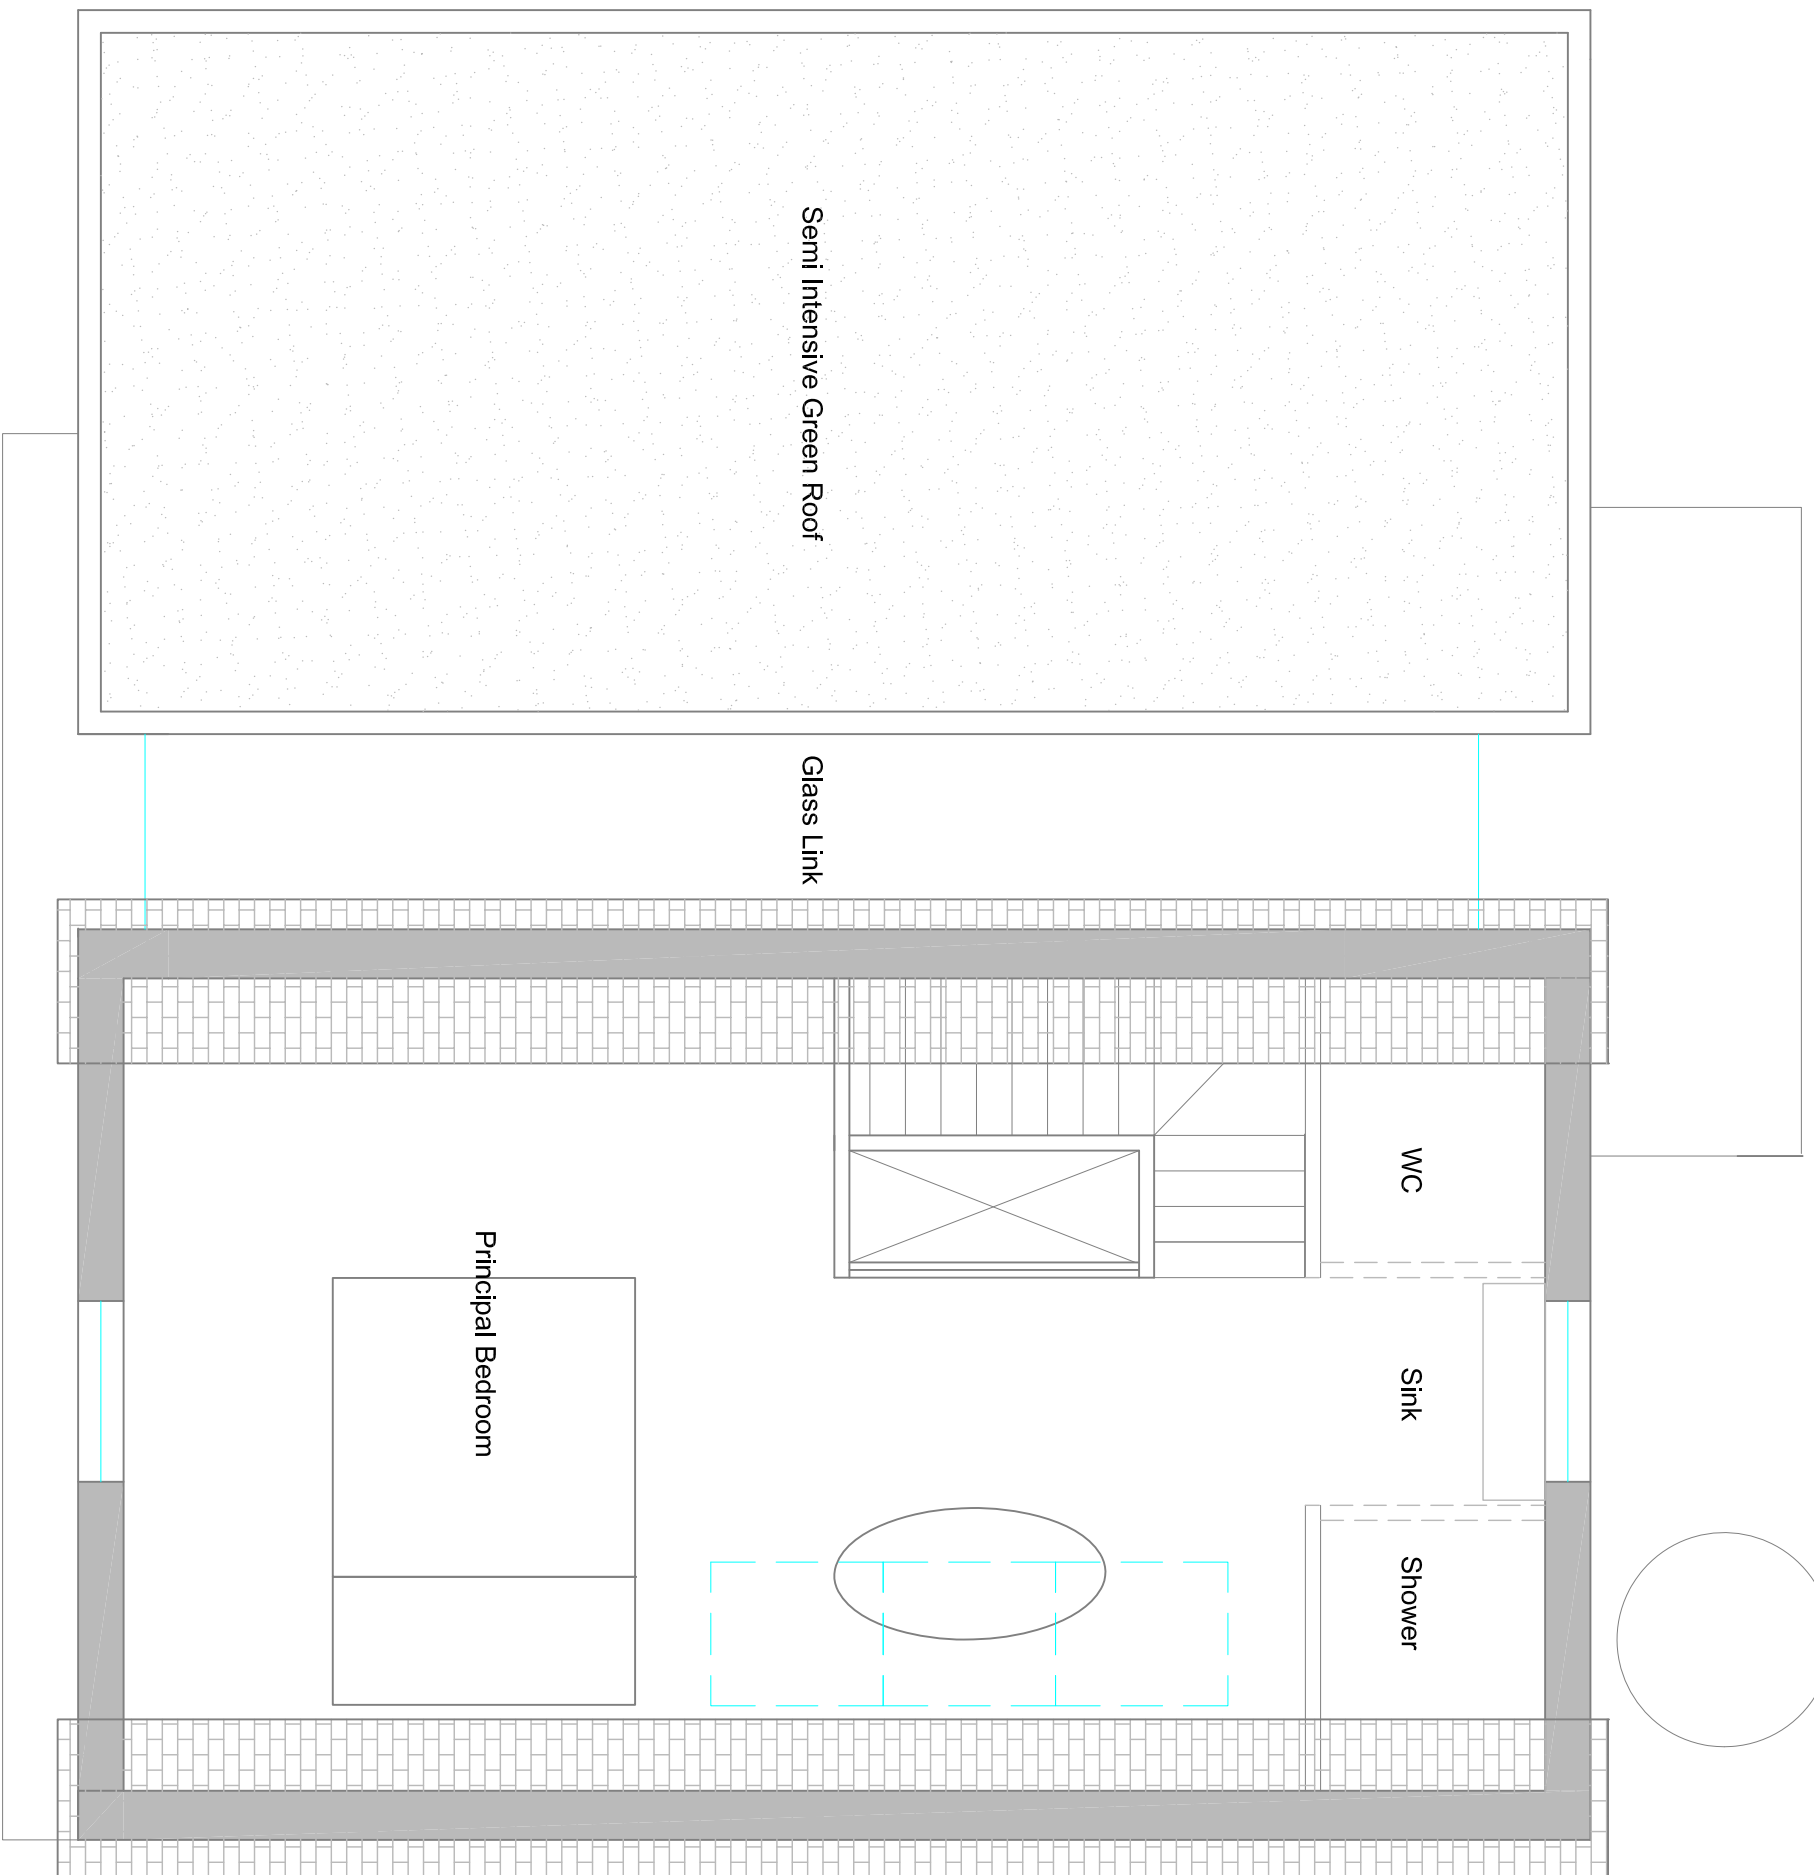 Semi Intensive Green Roof
Glass Link
WC
Principal Bedroom
Sink
Shower